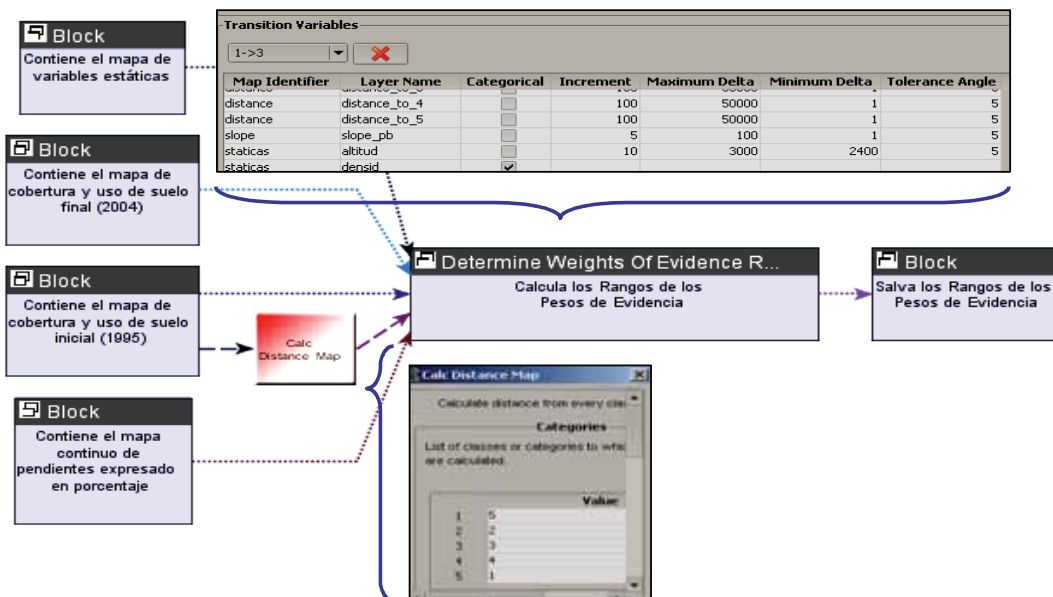 Block
Contiene el mapa de
variables estáticas
Transition Variables
1->3
Map Identifier Layer Name Categorical Increment Maximum Delta Minimum Delta Tolerance Angle
distance distance_to_4 100 50000 1 5
distance distance_to_5 100 50000 1 5
slope slope_pb 5 100 1 5
staticas altitud 10 3000 2400 5
staticas densid
Block
Contiene el mapa de
cobertura y uso de suelo
final (2004)
Block
Contiene el mapa de
cobertura y uso de suelo
inicial (1995)
Calc
Distance Map
Determine Weights Of Evidence R...
Calcula los Rangos de los
Pesos de Evidencia
Block
Salva los Rangos de los
Pesos de Evidencia
Block
Contiene el mapa
continuo de
pendientes expresado
en porcentaje
Calc Distance Map
Calculate distance from every
Categories
List of classes or categories to
are calculated.
Value
1 5
2 2
3 3
4 4
5 1